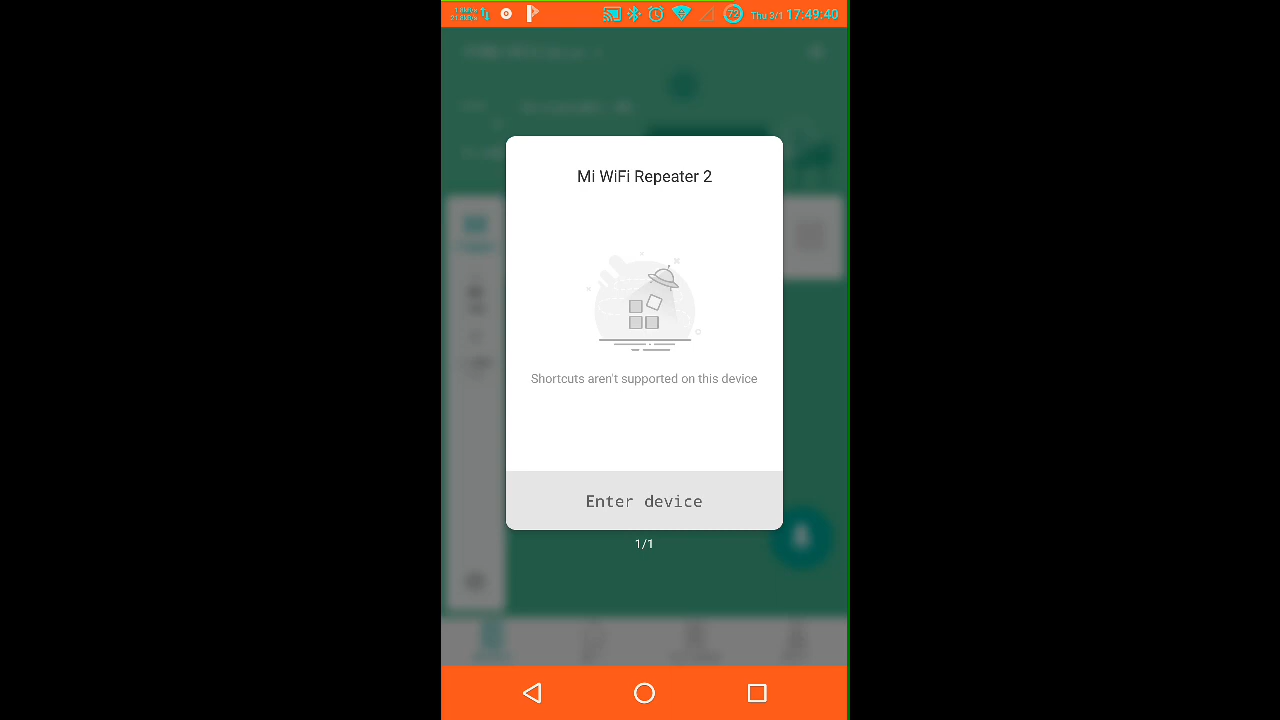 72
Thu 3/1 17:49:40
Mi WiFi Repeater 2
Shortcuts aren't supported on this device
Enter device
1/1